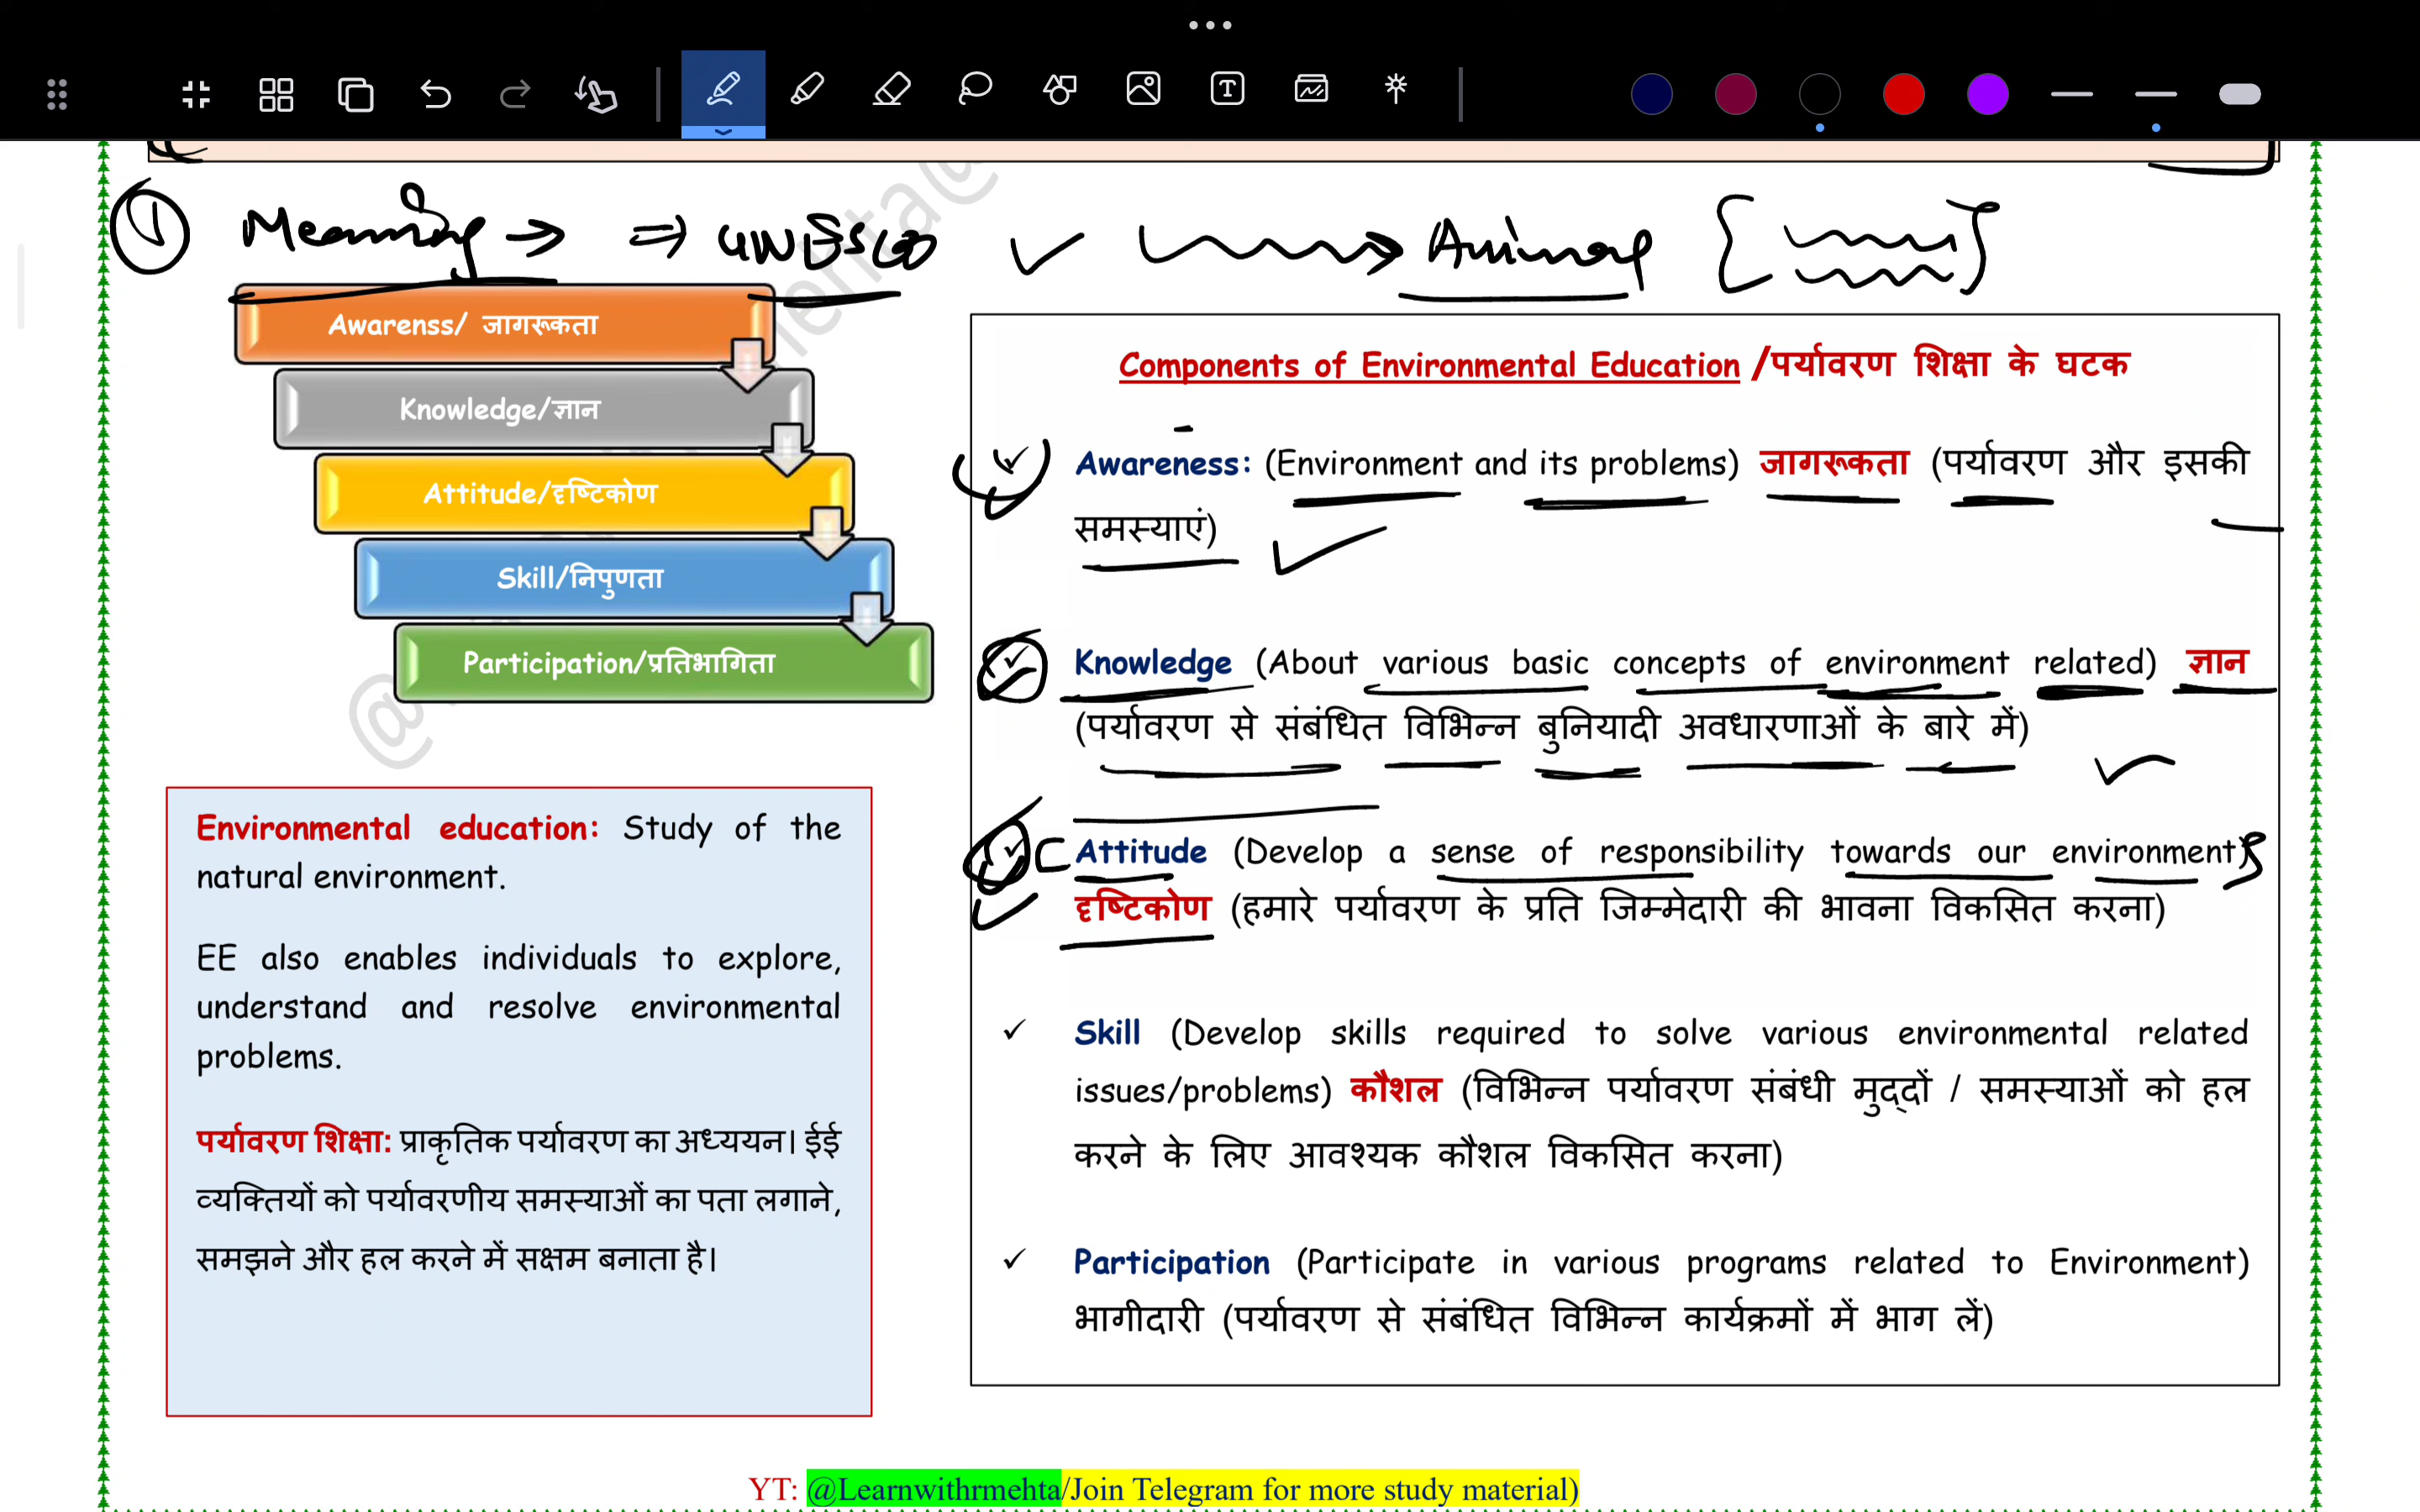 ① Meaning → ⇒ UNESCO ✓ Animal
Awarenss/ जागरूकता
Knowledge/ज्ञान
Attitude/दृष्टिकोण
Skill/निपुणता
Participation/प्रतिभागिता
Environmental education: Study of the
natural environment.
EE also enables individuals to explore,
understand and resolve environmental
problems.
पर्यावरण शिक्षा: प्राकृतिक पर्यावरण का अध्ययन। ईई
व्यक्तियों को पर्यावरणीय समस्याओं का पता लगाने,
समझने और हल करने में सक्षम बनाता है।
Components of Environmental Education /पर्यावरण शिक्षा के घटक
✓ Awareness: (Environment and its problems) जागरूकता (पर्यावरण और इसकी
समस्याएं)
✓ Knowledge (About various basic concepts of environment related) ज्ञान
(पर्यावरण से संबंधित विभिन्न बुनियादी अवधारणाओं के बारे में)
✓ Attitude (Develop a sense of responsibility towards our environment)
दृष्टिकोण (हमारे पर्यावरण के प्रति जिम्मेदारी की भावना विकसित करना)
✓ Skill (Develop skills required to solve various environmental related
issues/problems) कौशल (विभिन्न पर्यावरण संबंधी मुद्दों / समस्याओं को हल
करने के लिए आवश्यक कौशल विकसित करना)
✓ Participation (Participate in various programs related to Environment)
भागीदारी (पर्यावरण से संबंधित विभिन्न कार्यक्रमों में भाग लें)
YT: @Learnwithrmehta/Join Telegram for more study material)